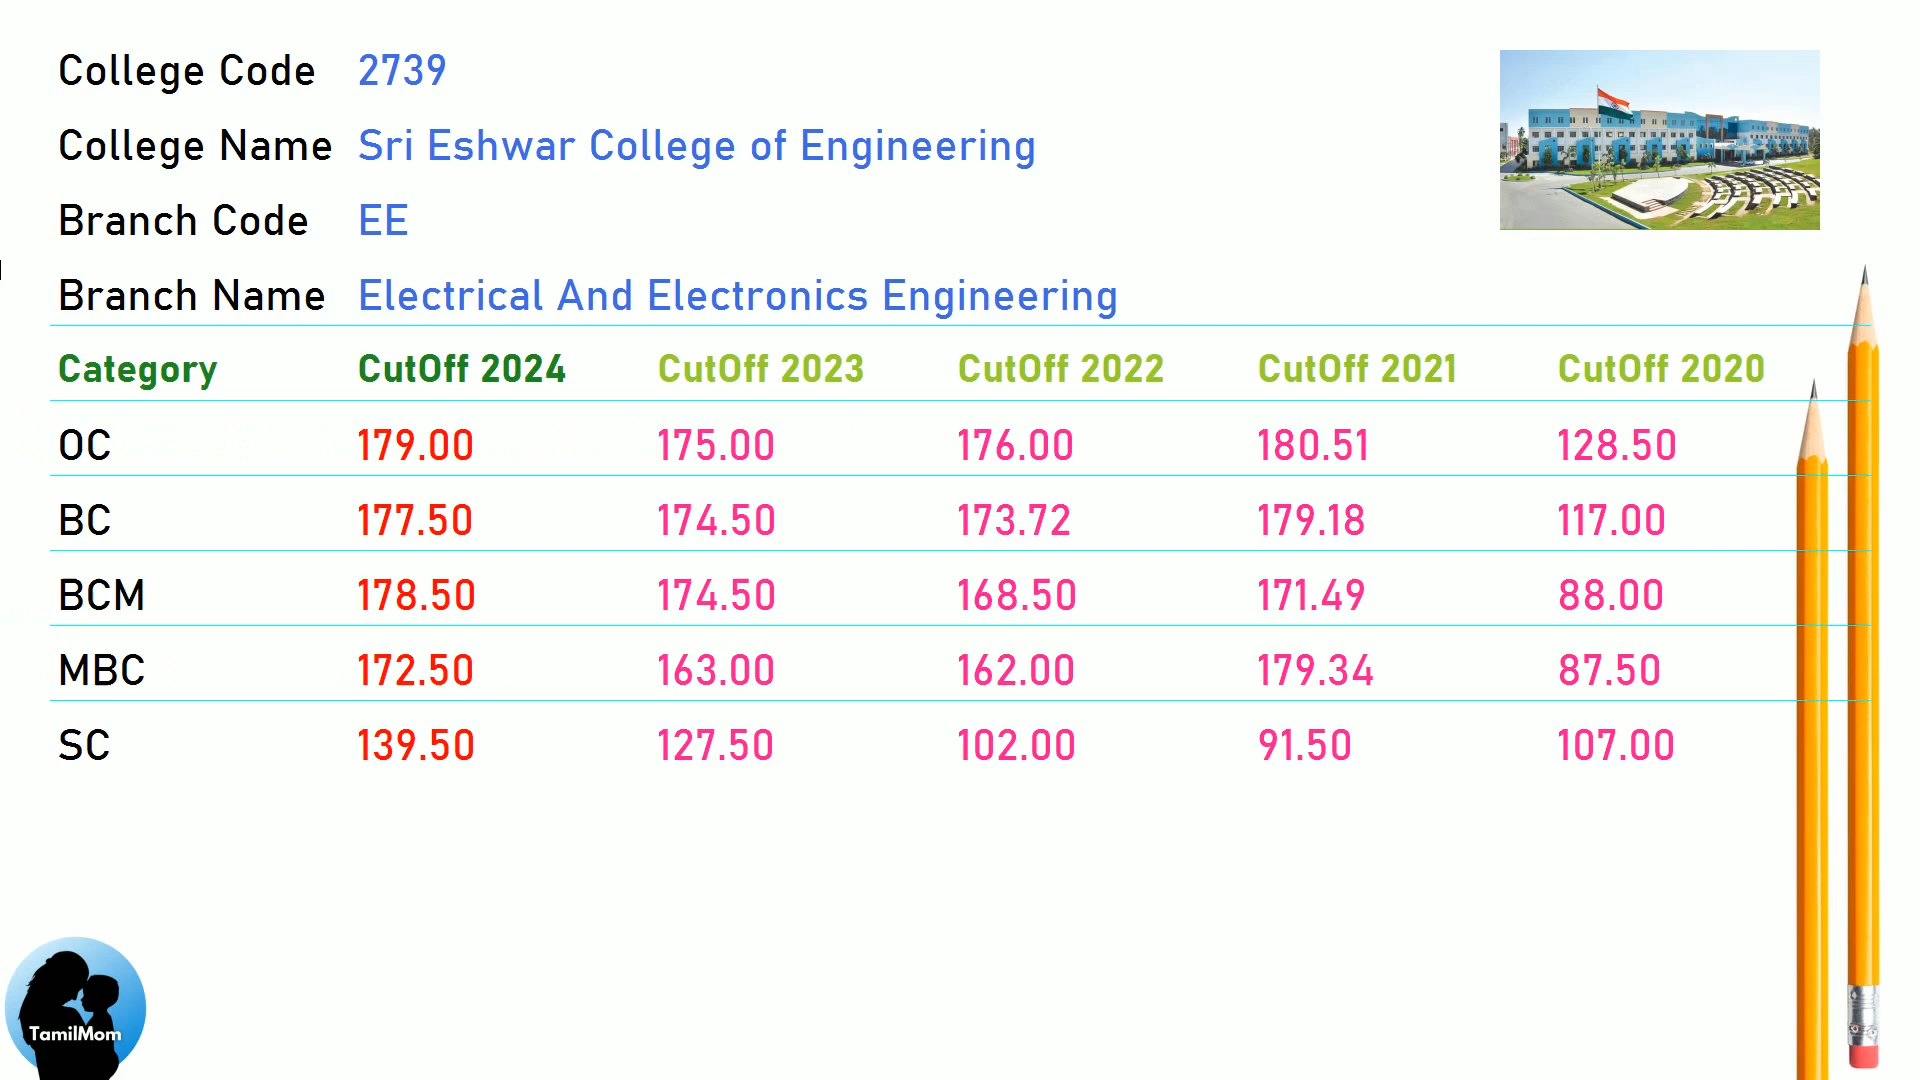 College Code 2739
College Name Sri Eshwar College of Engineering
Branch Code EE
Branch Name Electrical And Electronics Engineering
Category CutOff 2024 CutOff 2023 CutOff 2022 CutOff 2021 CutOff 2020
OC 179.00 175.00 176.00 180.51 128.50
BC 177.50 174.50 173.72 179.18 117.00
BCM 178.50 174.50 168.50 171.49 88.00
MBC 172.50 163.00 162.00 179.34 87.50
SC 139.50 127.50 102.00 91.50 107.00
TamilMom